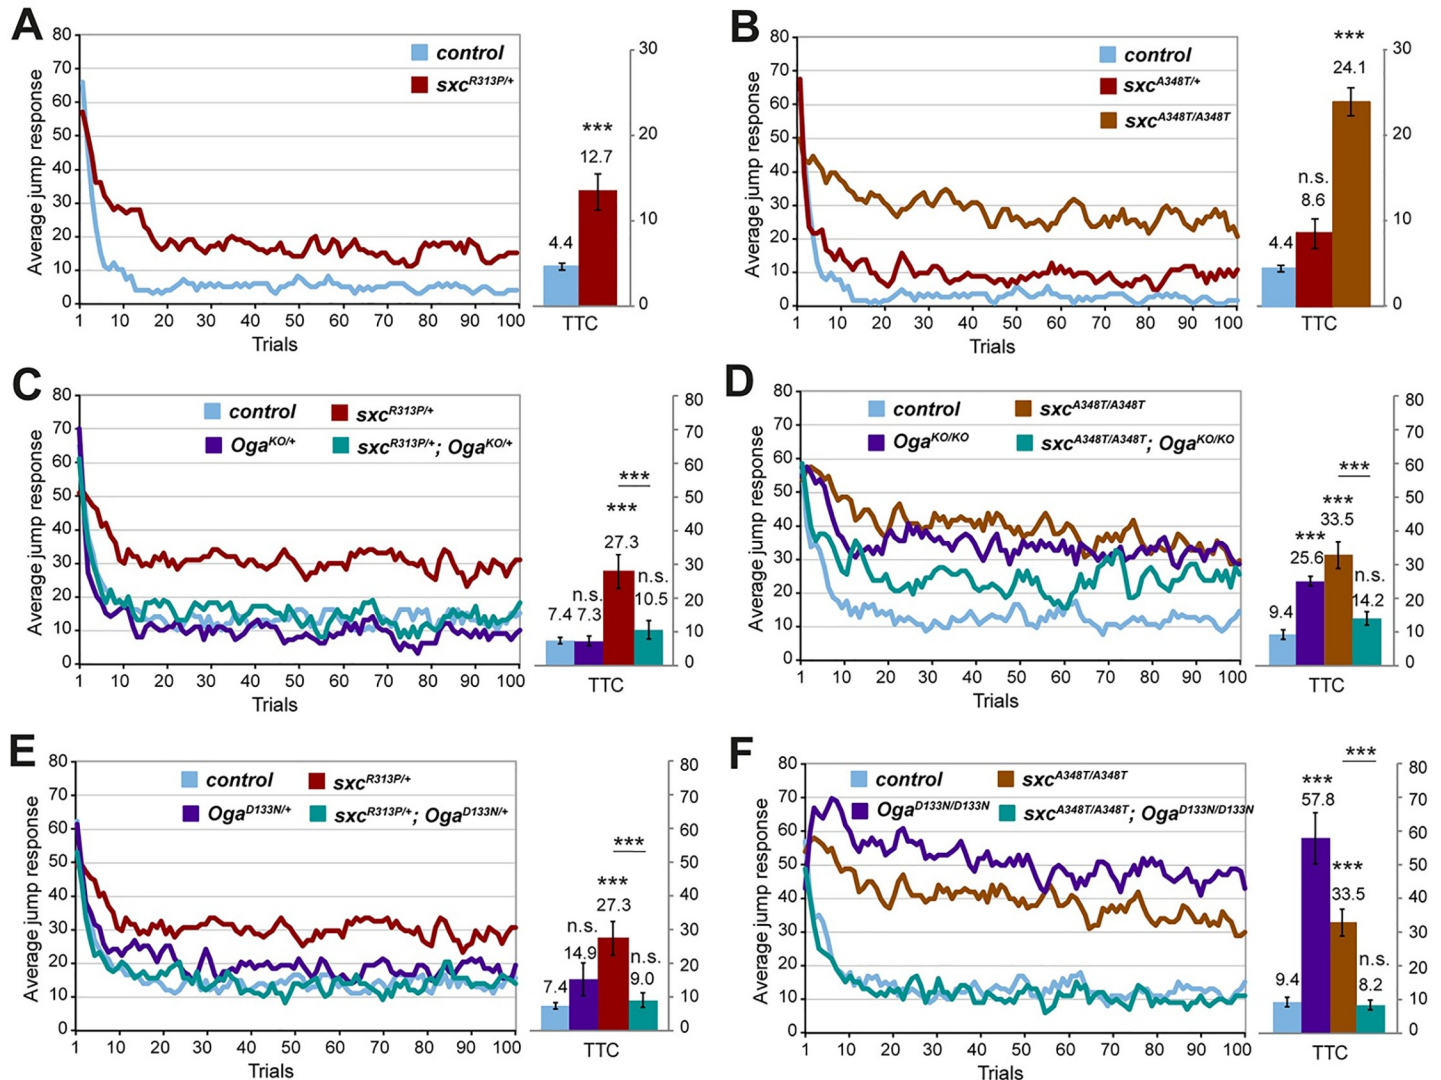 A
Average jump response
80
70
60
50
40
30
20
10
0
control
sxcR313P/+
1 10 20 30 40 50 60 70 80 90 100
Trials
4.4
***
12.7
TTC
30
20
10
0
B
Average jump response
80
70
60
50
40
30
20
10
0
control
sxcA348T/+
sxcA348T/A348T
1 10 20 30 40 50 60 70 80 90 100
Trials
4.4
n.s.
8.6
***
24.1
TTC
30
20
10
0
C
Average jump response
80
70
60
50
40
30
20
10
0
control sxcR313P/+
OgaKO/+ sxcR313P/+; OgaKO/+
1 10 20 30 40 50 60 70 80 90 100
Trials
7.4
n.s.
7.3
***
27.3
***
n.s.
10.5
TTC
80
70
60
50
40
30
20
10
0
D
Average jump response
80
70
60
50
40
30
20
10
0
control sxcA348T/A348T
OgaKO/KO sxcA348T/A348T; OgaKO/KO
1 10 20 30 40 50 60 70 80 90 100
Trials
9.4
***
25.6
***
33.5
***
n.s.
14.2
TTC
80
70
60
50
40
30
20
10
0
E
Average jump response
80
70
60
50
40
30
20
10
0
control sxcR313P/+
OgaD133N/+ sxcR313P/+; OgaD133N/+
1 10 20 30 40 50 60 70 80 90 100
Trials
7.4
n.s.
14.9
***
27.3
***
n.s.
9.0
TTC
80
70
60
50
40
30
20
10
0
F
Average jump response
80
70
60
50
40
30
20
10
0
control sxcA348T/A348T
OgaD133N/D133N sxcA348T/A348T; OgaD133N/D133N
1 10 20 30 40 50 60 70 80 90 100
Trials
9.4
***
57.8
***
33.5
***
n.s.
8.2
TTC
80
70
60
50
40
30
20
10
0